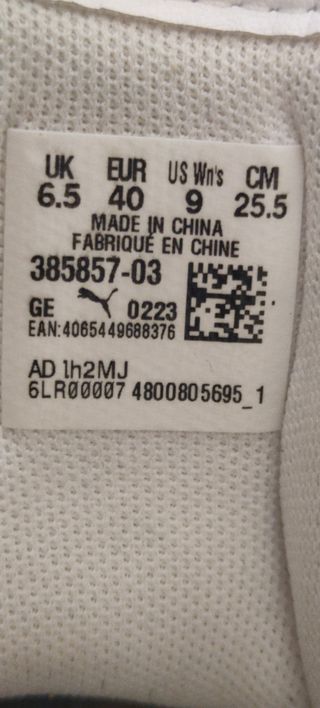 UK EUR US Wn's CM
6.5 40 9 25.5
MADE IN CHINA
FABRIQUÉ EN CHINE
385857-03
GE 0223
EAN:4065449688376
AD 1h2MJ
6LR00007 4800805695_1